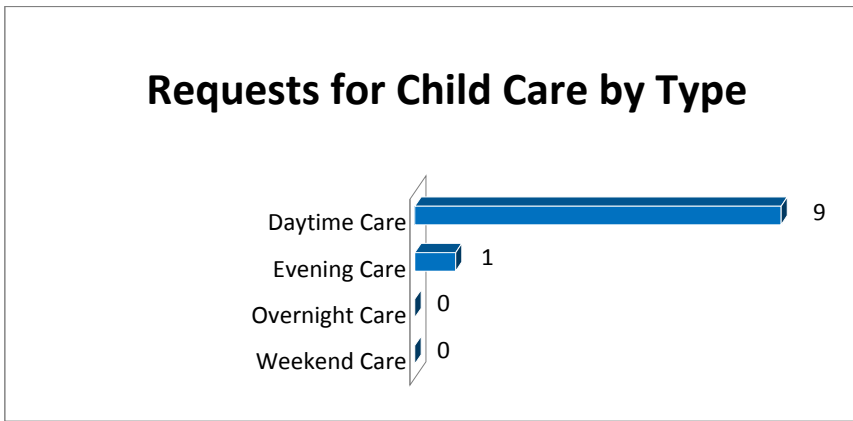 Requests for Child Care by Type
Daytime Care 9
Evening Care 1
Overnight Care 0
Weekend Care 0